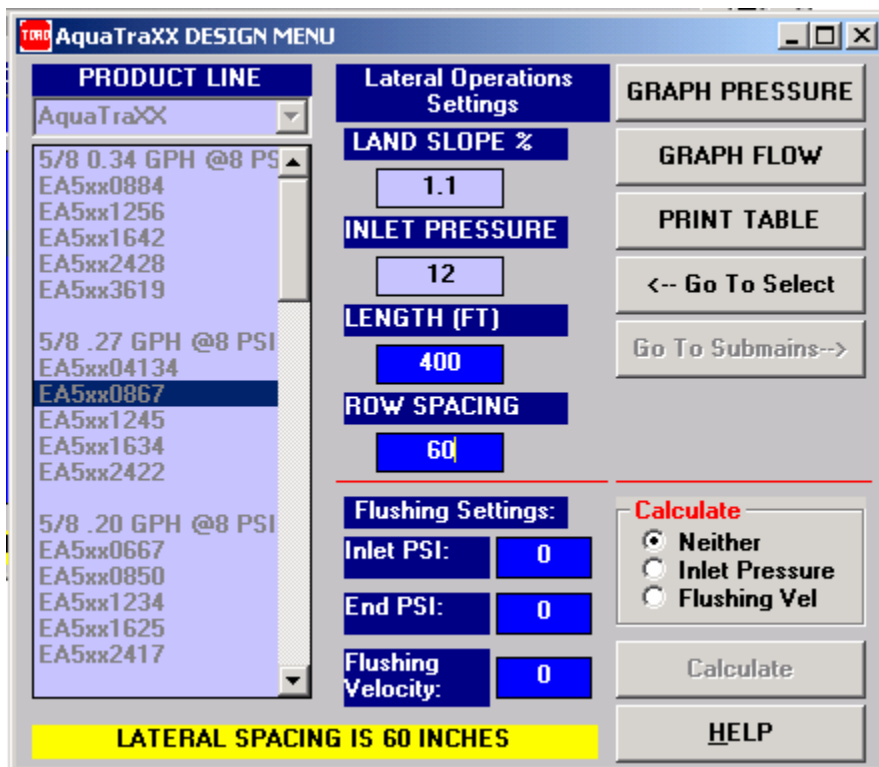 TORO AquaTraXX DESIGN MENU
PRODUCT LINE
AquaTraXX
5/8 0.34 GPH @8 PS
EA5xx0884
EA5xx1256
EA5xx1642
EA5xx2428
EA5xx3619
5/8 .27 GPH @8 PSI
EA5xx04134
EA5xx0867
EA5xx1245
EA5xx1634
EA5xx2422
5/8 .20 GPH @8 PSI
EA5xx0667
EA5xx0850
EA5xx1234
EA5xx1625
EA5xx2417
Lateral Operations
Settings
LAND SLOPE %
1.1
INLET PRESSURE
12
LENGTH (FT)
400
ROW SPACING
60
Flushing Settings:
Inlet PSI:
0
End PSI:
0
Flushing
Velocity:
0
GRAPH PRESSURE
GRAPH FLOW
PRINT TABLE
<-- Go To Select
Go To Submains-->
Calculate
Neither
Inlet Pressure
Flushing Vel
Calculate
HELP
LATERAL SPACING IS 60 INCHES